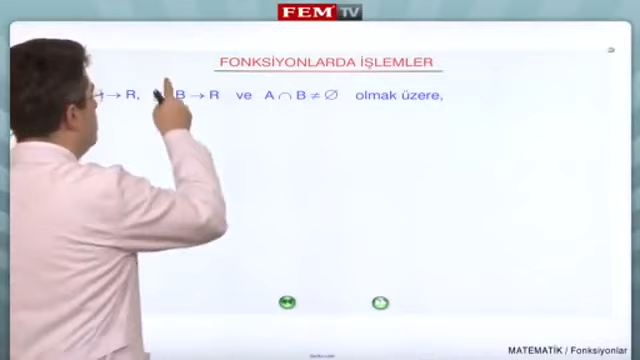 FEM TV
FONKSİYONLARDA İŞLEMLER
→ R, B → R ve A ∩ B ≠ ∅ olmak üzere,
MATEMATİK / Fonksiyonlar